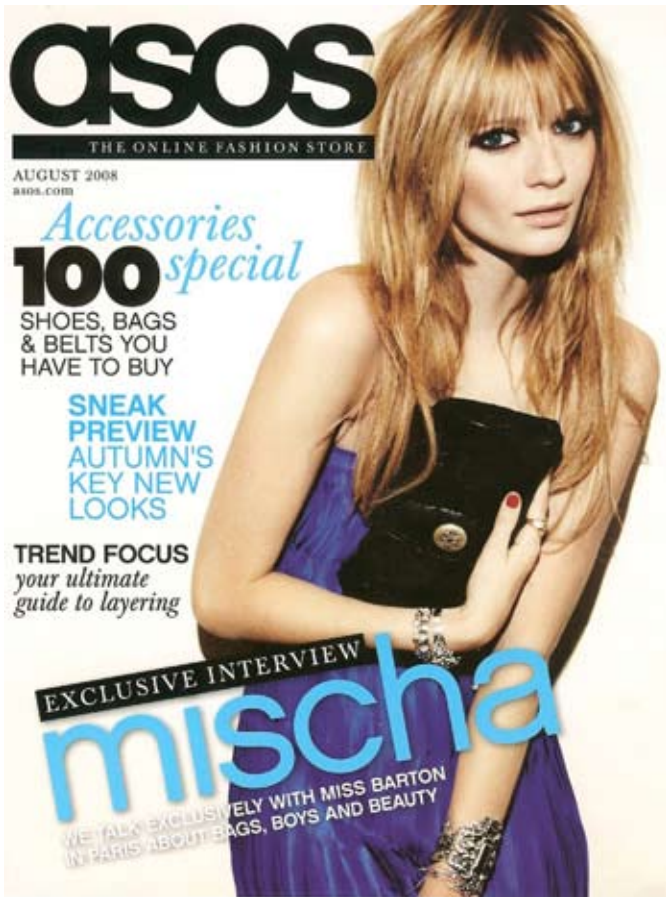 asos
THE ONLINE FASHION STORE
AUGUST 2008
asos.com
Accessories
100 special
SHOES, BAGS
& BELTS YOU
HAVE TO BUY
SNEAK
PREVIEW
AUTUMN'S
KEY NEW
LOOKS
TREND FOCUS
your ultimate
guide to layering
EXCLUSIVE INTERVIEW
mischa
WE TALK EXCLUSIVELY WITH MISS BARTON
IN PARIS ABOUT BAGS, BOYS AND BEAUTY